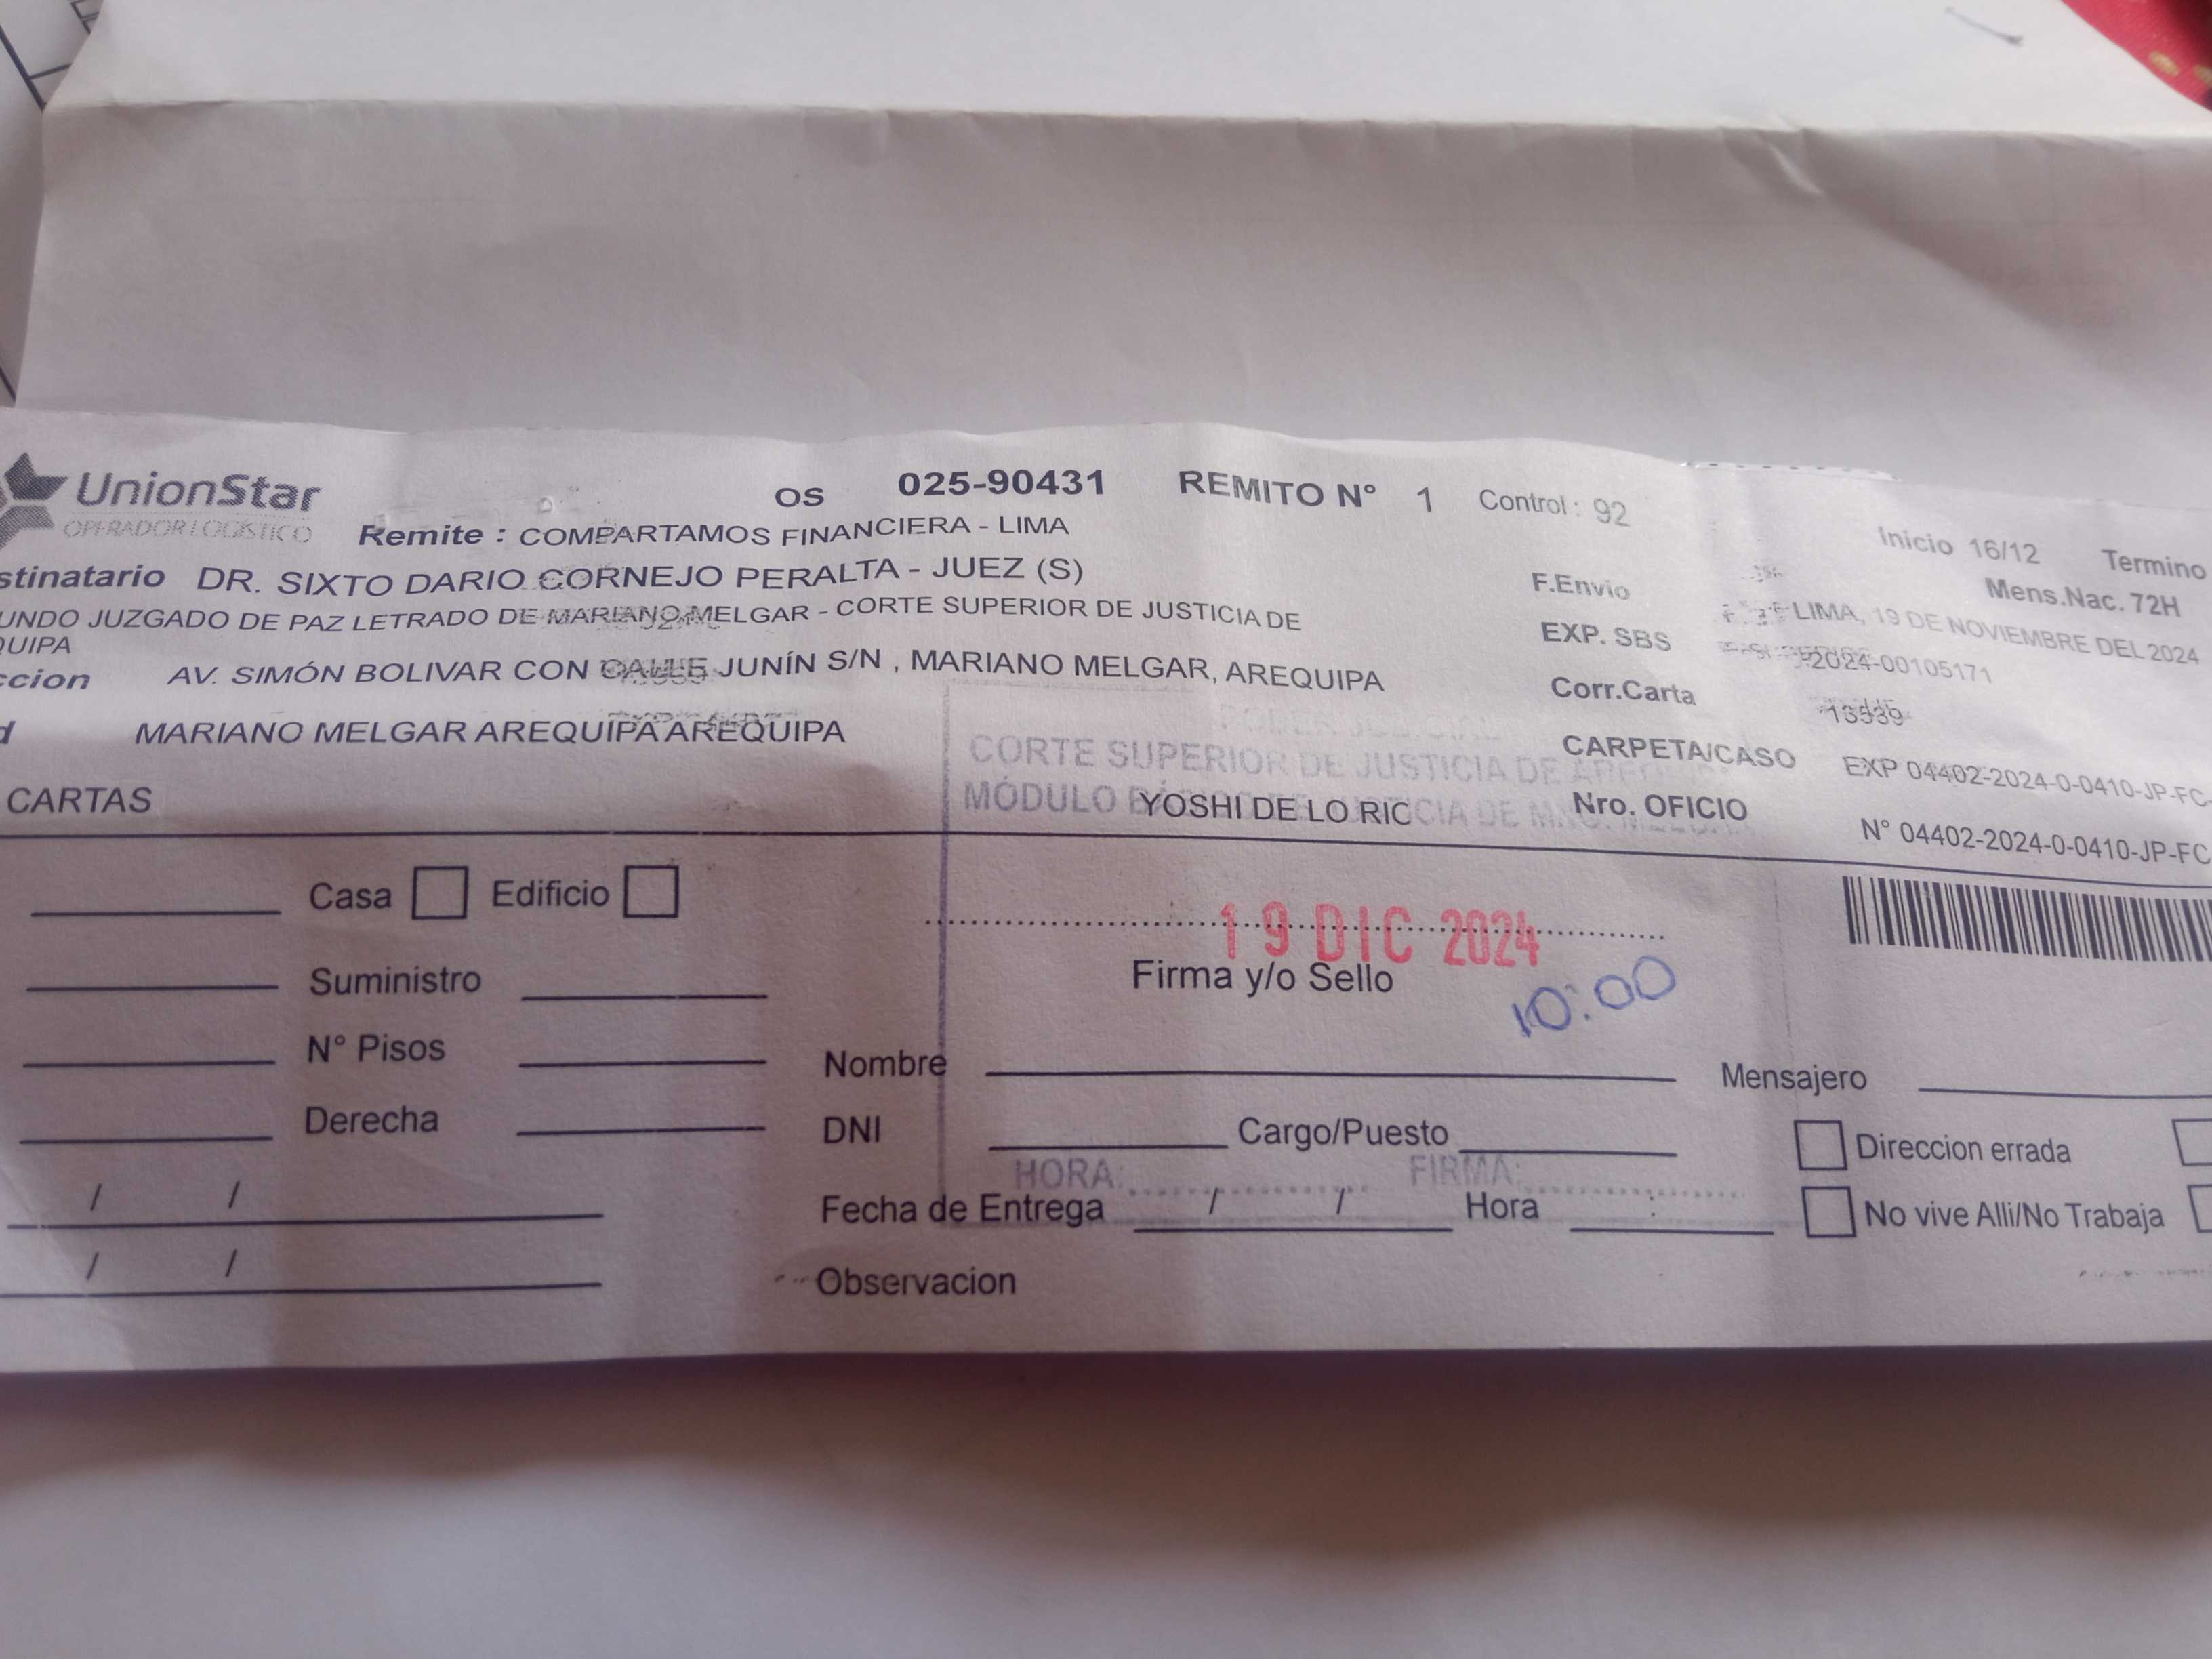 UnionStar
OPERADOR LOGISTICO
OS 025-90431 REMITO N° 1 Control : 92
Remite : COMPARTAMOS FINANCIERA - LIMA
Inicio 16/12 Termino
stinatario DR. SIXTO DARIO CORNEJO PERALTA - JUEZ (S)
Mens.Nac. 72H
UNDO JUZGADO DE PAZ LETRADO DE MARIANO MELGAR - CORTE SUPERIOR DE JUSTICIA DE
QUIPA
F.Envio LIMA, 19 DE NOVIEMBRE DEL 2024
EXP. SBS 2024-00105171
ccion AV. SIMÓN BOLIVAR CON CALLE JUNÍN S/N , MARIANO MELGAR, AREQUIPA
Corr.Carta 13539
d MARIANO MELGAR AREQUIPA AREQUIPA
CARPETA/CASO EXP 04402-2024-0-0410-JP-FC-
CORTE SUPERIOR DE JUSTICIA DE
MÓDULO BÁSICO DE JUSTICIA DE
CARTAS YOSHI DE LO RIC Nro. OFICIO N° 04402-2024-0-0410-JP-FC
Casa Edificio
19 DIC 2024
Firma y/o Sello
10:00
Suministro
N° Pisos
Nombre Mensajero
Derecha
DNI Cargo/Puesto Direccion errada
HORA: FIRMA:
/ / Fecha de Entrega / / Hora : No vive Alli/No Trabaja
/ / Observacion